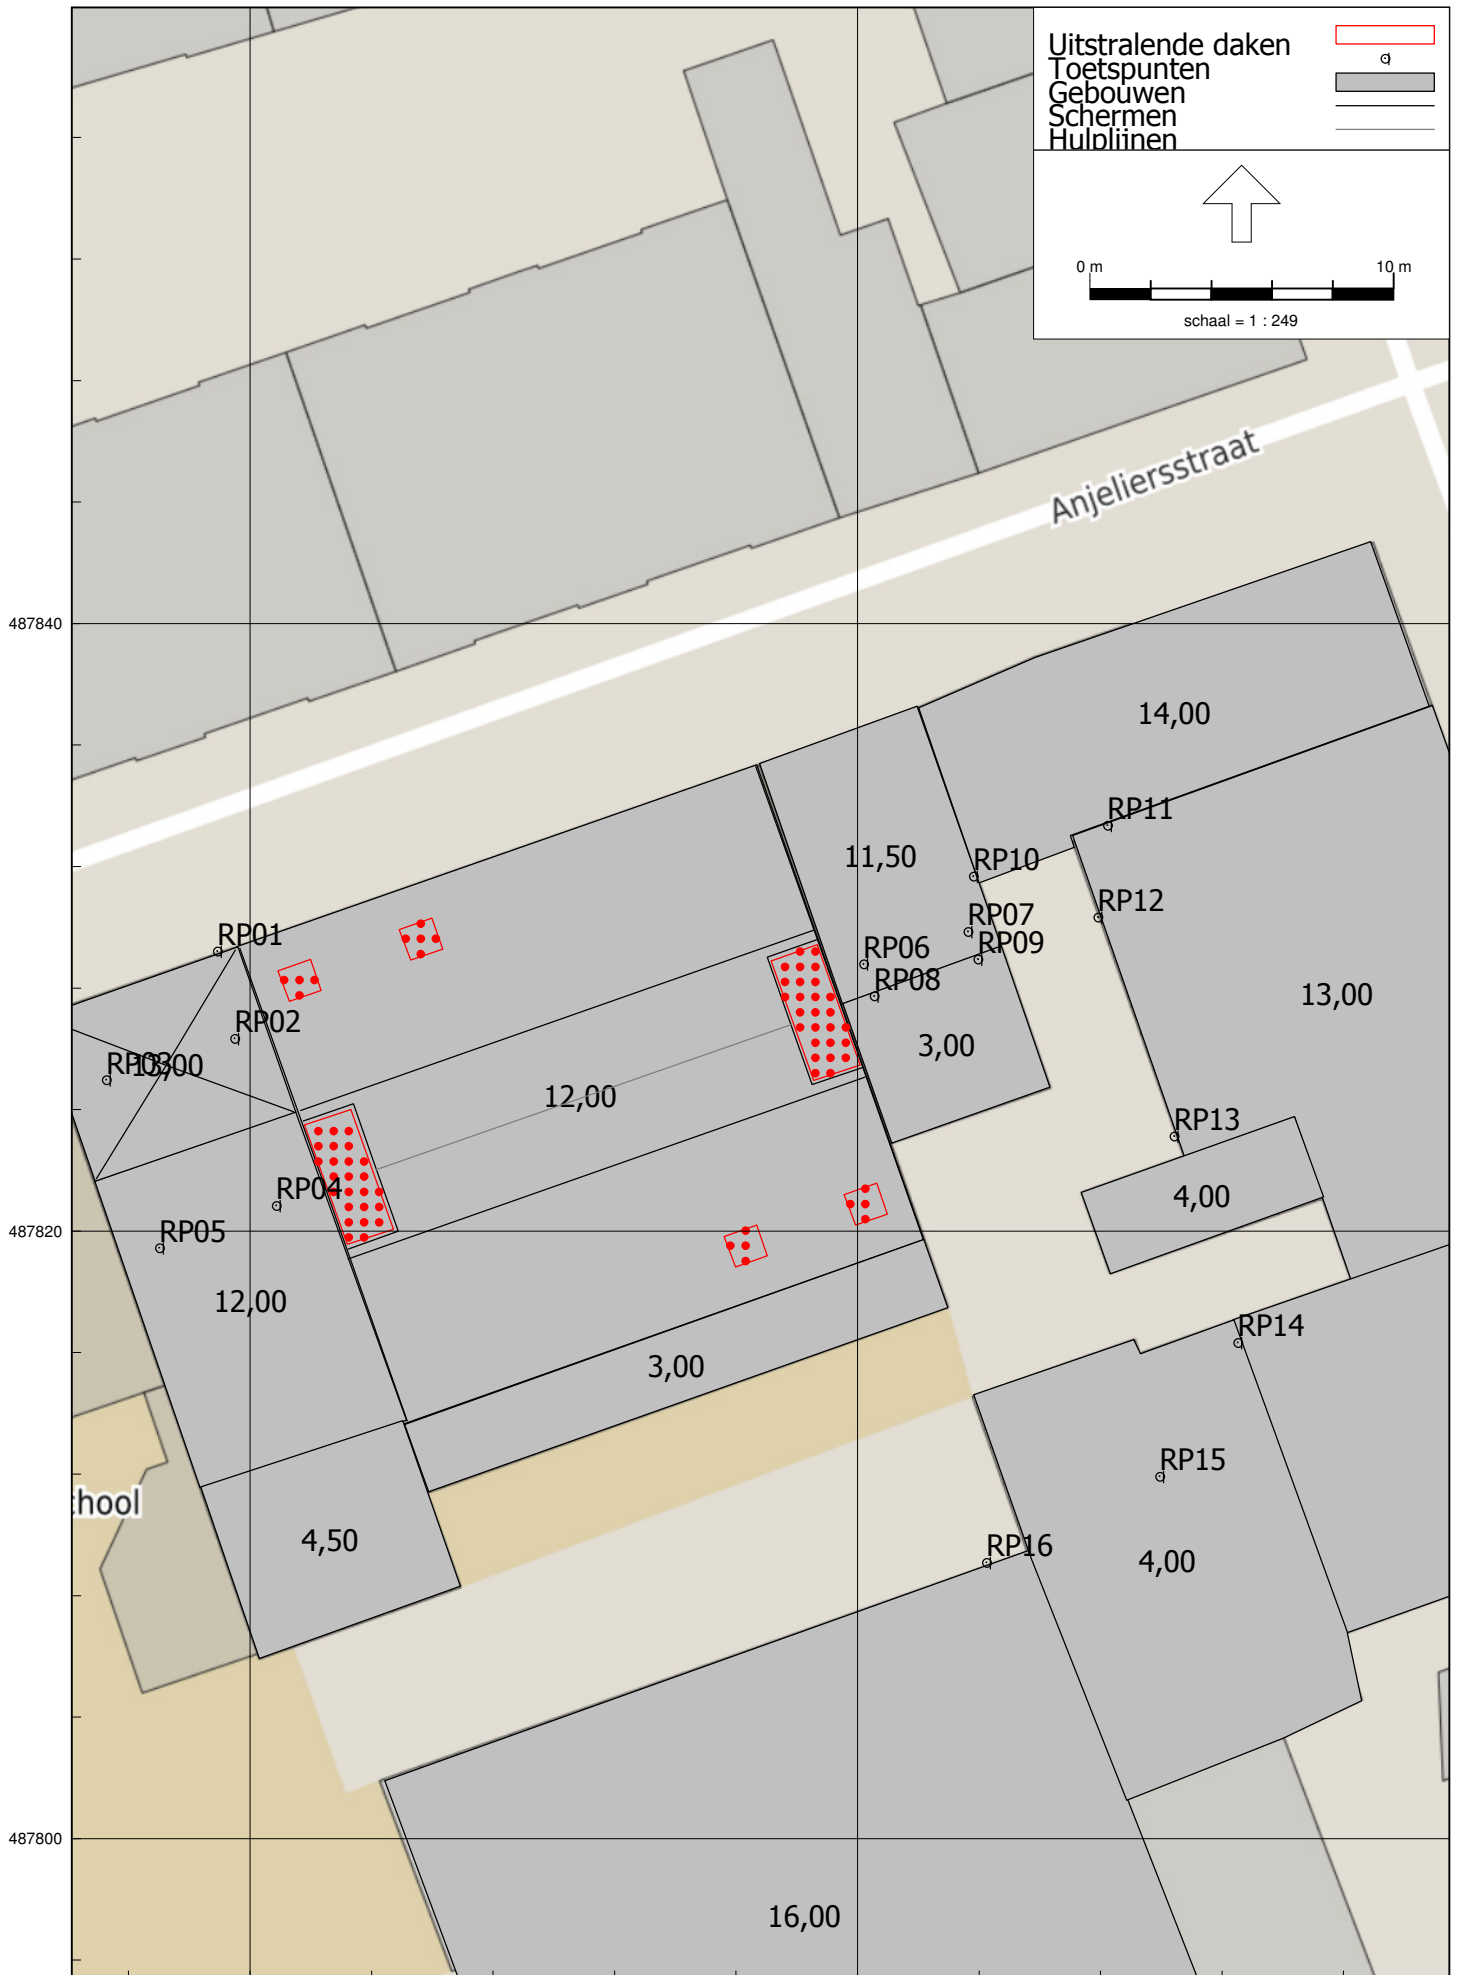 Uitstralende daken
Toetspunten
Gebouwen
Schermen
Hulplijnen
0 m
10 m
schaal = 1 : 249
Anjeliersstraat
487840
14,00
RP11
11,50
RP10
RP12
RP07
RP01
RP09
RP06
RP08
13,00
RP02
3,00
RP03
13,00
12,00
RP13
RP04
4,00
487820
RP05
12,00
RP14
3,00
RP15
chool
4,50
RP16
4,00
487800
16,00